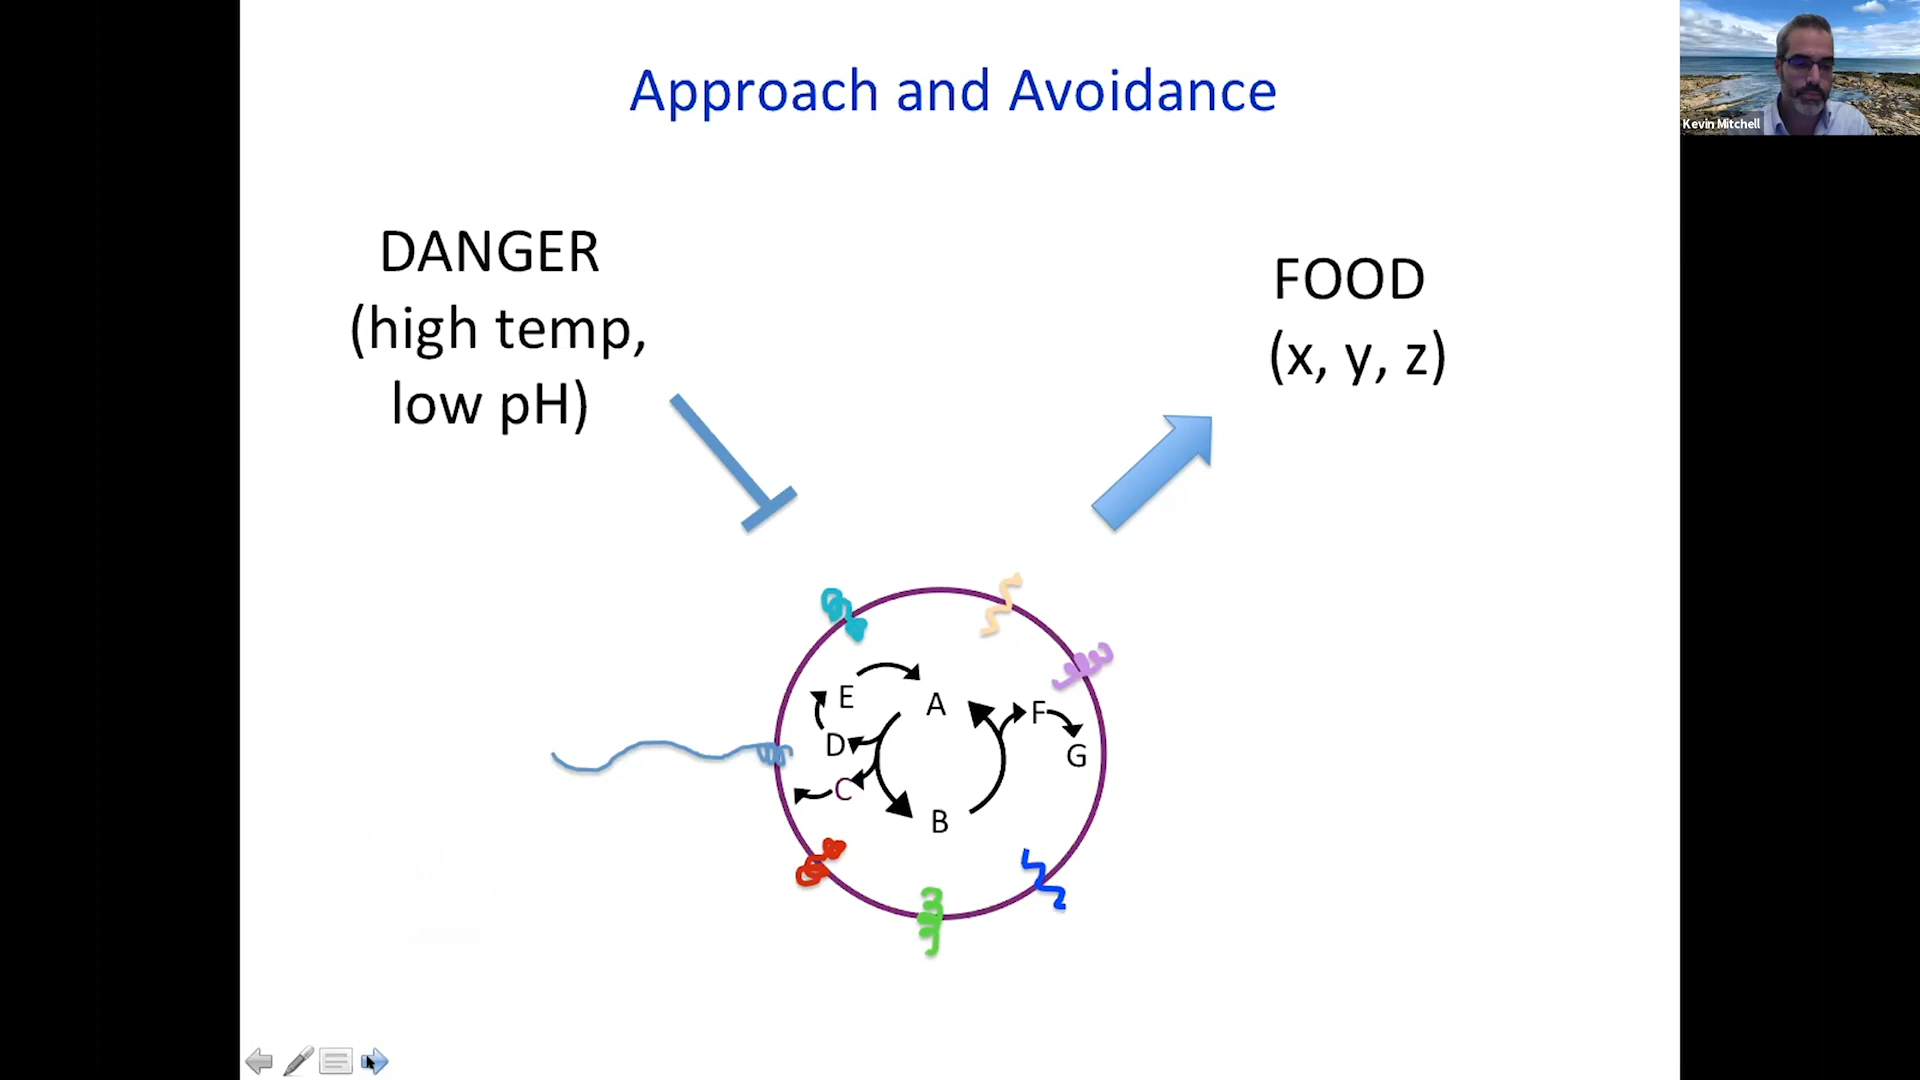 Approach and Avoidance
Kevin Mitchell
DANGER
(high temp,
low pH)
FOOD
(x, y, z)
E
A
F
D
G
C
B